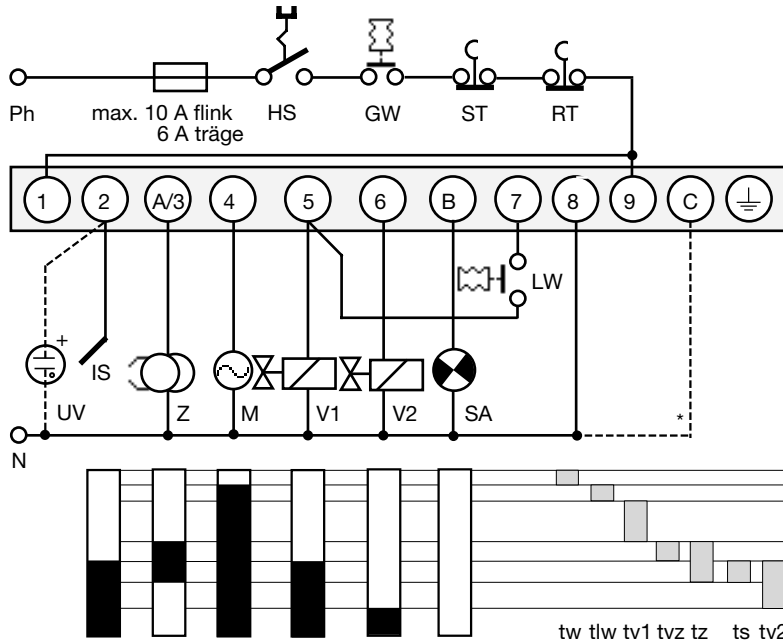 Ph
max. 10 A flink
6 A träge
HS
GW
ST
RT
1 2 A/3 4 5 6 B 7 8 9 C
LW
+
IS
UV
Z
M
V1
V2
SA
*
N
tw tlw tv1 tvz tz ts tv2